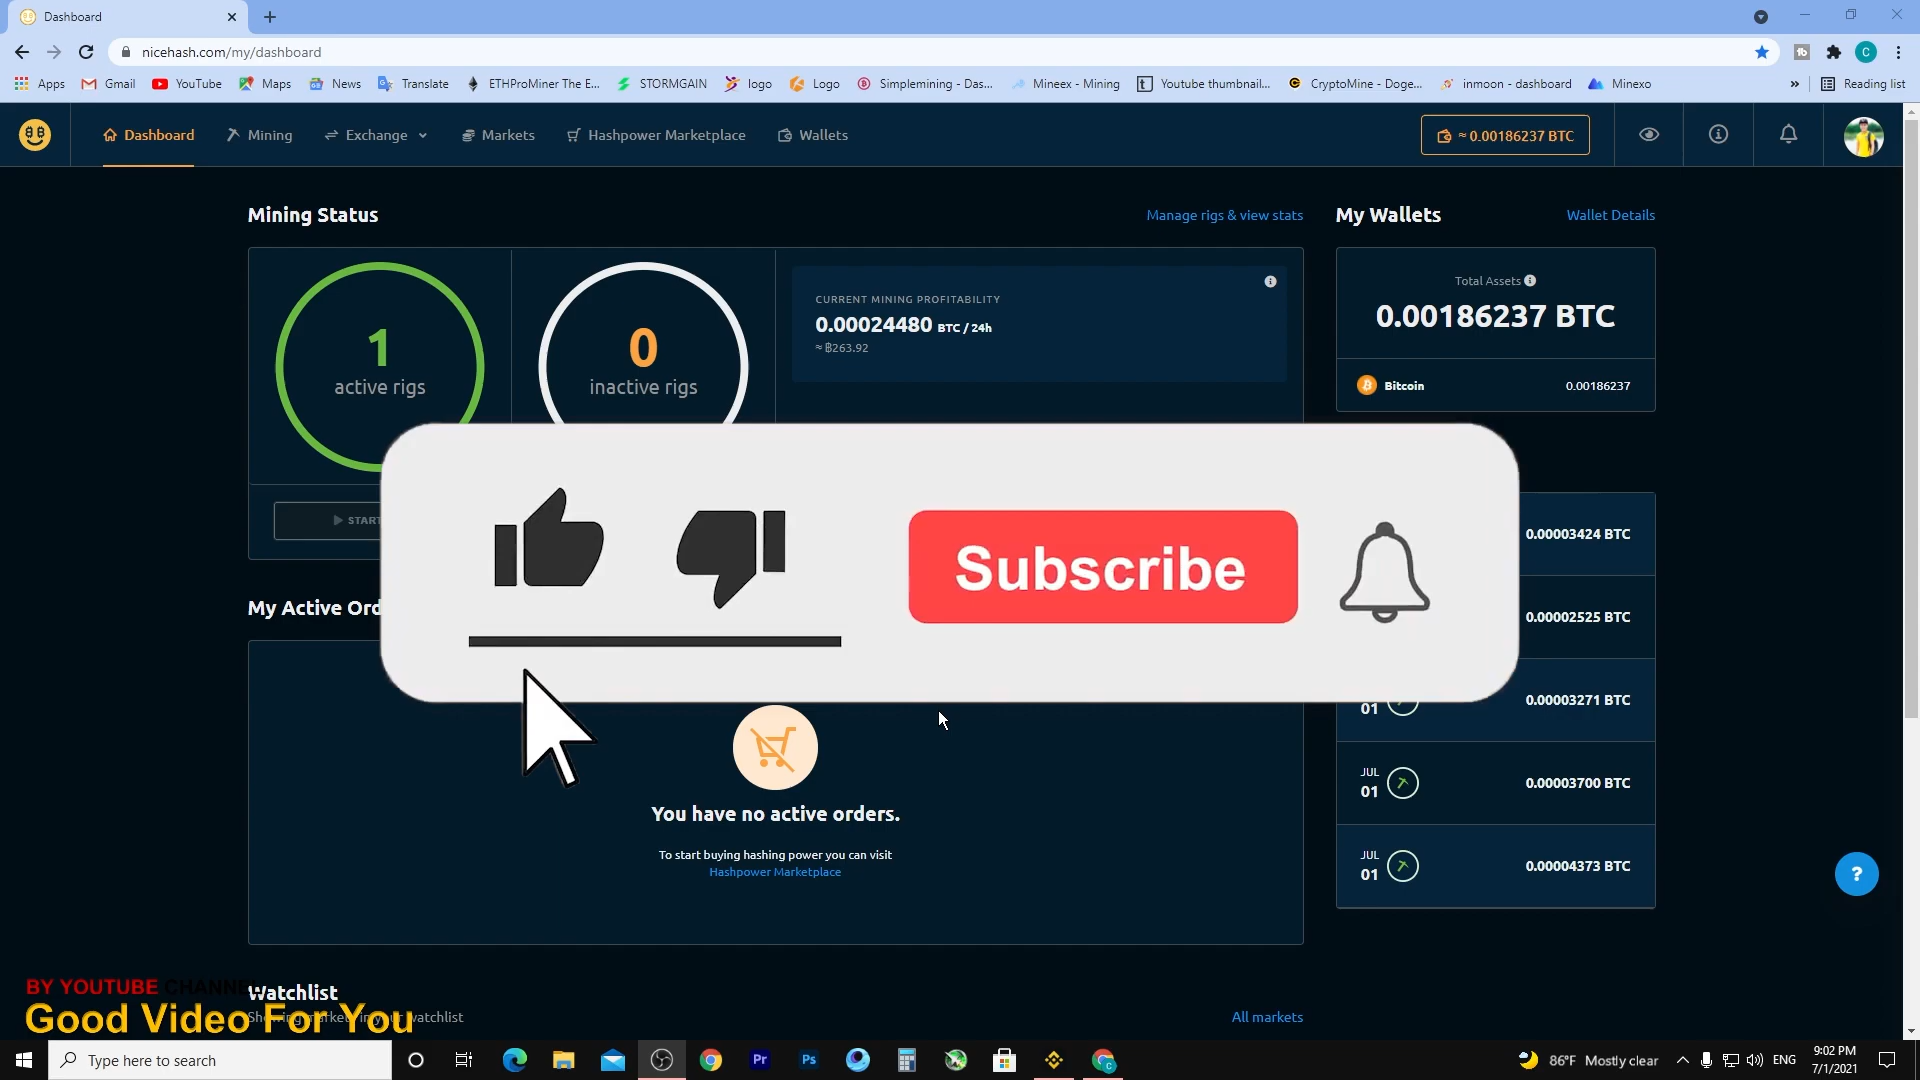 Dashboard
nicehash.com/my/dashboard
Apps
Gmail
YouTube
Maps
News
Translate
ETHProMiner The E...
STORMGAIN
logo
Logo
Simplemining - Das...
Mineex - Mining
Youtube thumbnail...
CryptoMine - Doge...
inmoon - dashboard
Minexo
»
Reading list
Dashboard
Mining
Exchange
Markets
Hashpower Marketplace
Wallets
≈ 0.00186237 BTC
Mining Status
Manage rigs & view stats
My Wallets
Wallet Details
1
active rigs
0
inactive rigs
CURRENT MINING PROFITABILITY
0.00024480 BTC / 24h
≈ ฿263.92
Total Assets
0.00186237 BTC
Bitcoin
0.00186237
START
Subscribe
0.00003424 BTC
0.00002525 BTC
01
0.00003271 BTC
JUL
01
0.00003700 BTC
JUL
01
0.00004373 BTC
My Active Ord
You have no active orders.
To start buying hashing power you can visit
Hashpower Marketplace
?
BY YOUTUBE CHANNEL
Good Video For You
Watchlist
watchlist
All markets
Type here to search
Pr
Ps
86°F Mostly clear
ENG
9:02 PM
7/1/2021